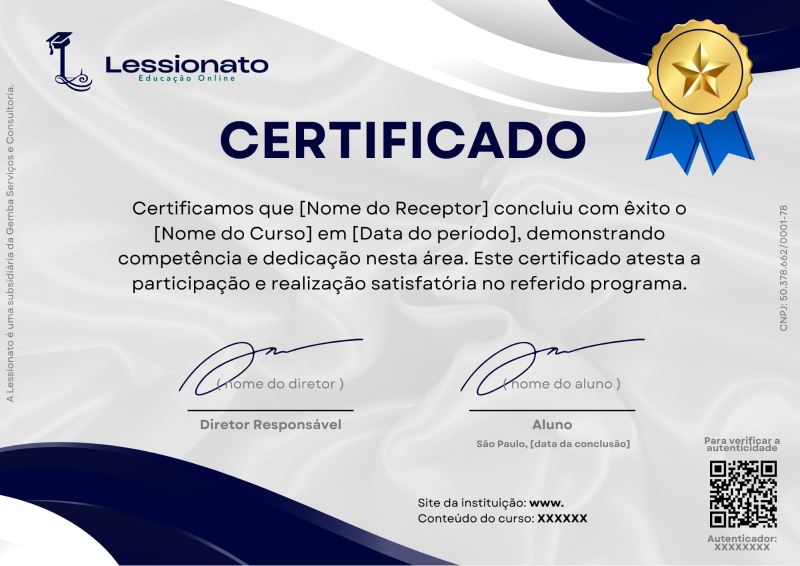 Lessionato
Educação Online
CERTIFICADO
Certificamos que [Nome do Receptor] concluiu com êxito o
[Nome do Curso] em [Data do período], demonstrando
competência e dedicação nesta área. Este certificado atesta a
participação e realização satisfatória no referido programa.
( nome do diretor )
Diretor Responsável
( nome do aluno )
Aluno
São Paulo, [data da conclusão]
Site da instituição: www.
Conteúdo do curso: XXXXXX
Para verificar a
autenticidade
Autenticador:
XXXXXXXX
A Lessionato é uma subsidiária da Gemba Serviços e Consultoria.
CNPJ: 50.378.662/0001-78